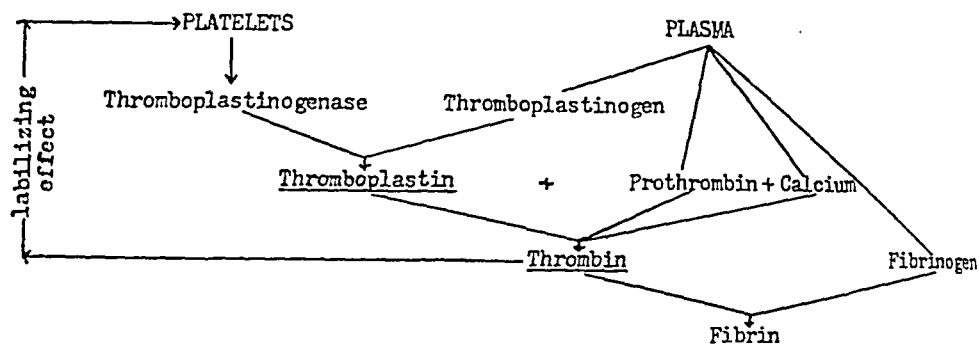 PLATELETS
PLASMA
Thromboplastinogenase
Thromboplastinogen
labilizing
effect
Thromboplastin + Prothrombin + Calcium
Thrombin
Fibrinogen
Fibrin